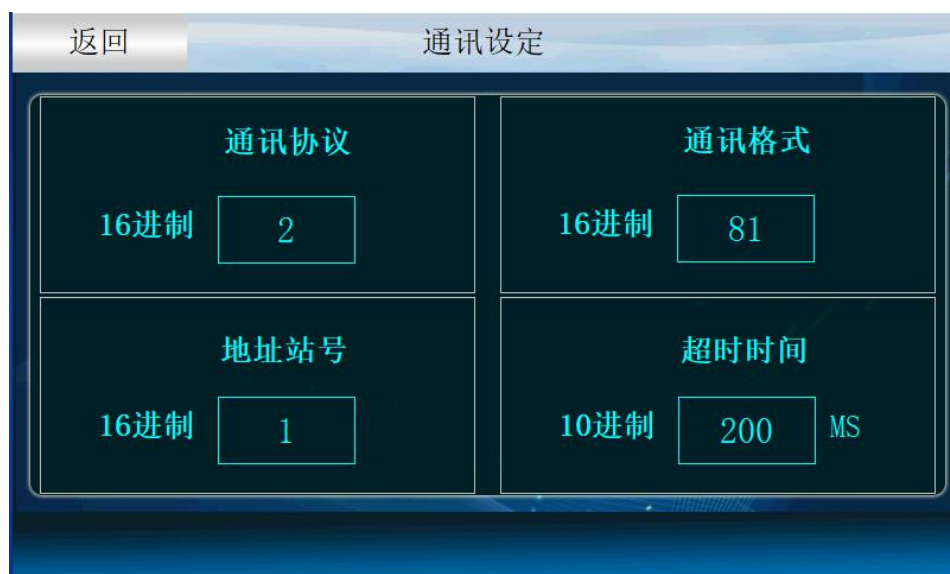 返回
通讯设定
通讯协议
16进制 2
通讯格式
16进制 81
地址站号
16进制 1
超时时间
10进制 200 MS